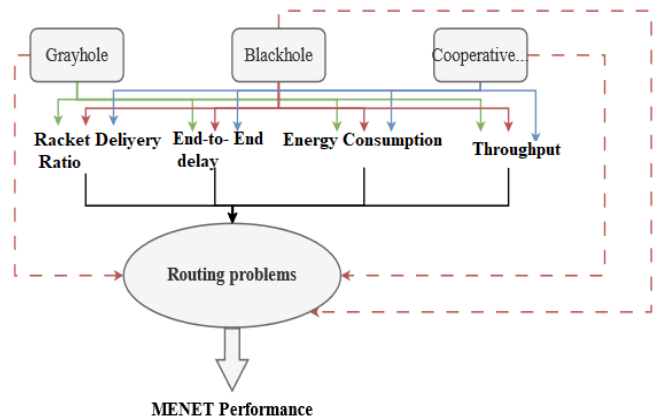 Grayhole
Blackhole
Cooperative...
Racket Deliyery
Ratio
End-to- End
delay
Energy Consumption
Throughput
Routing problems
MENET Performance